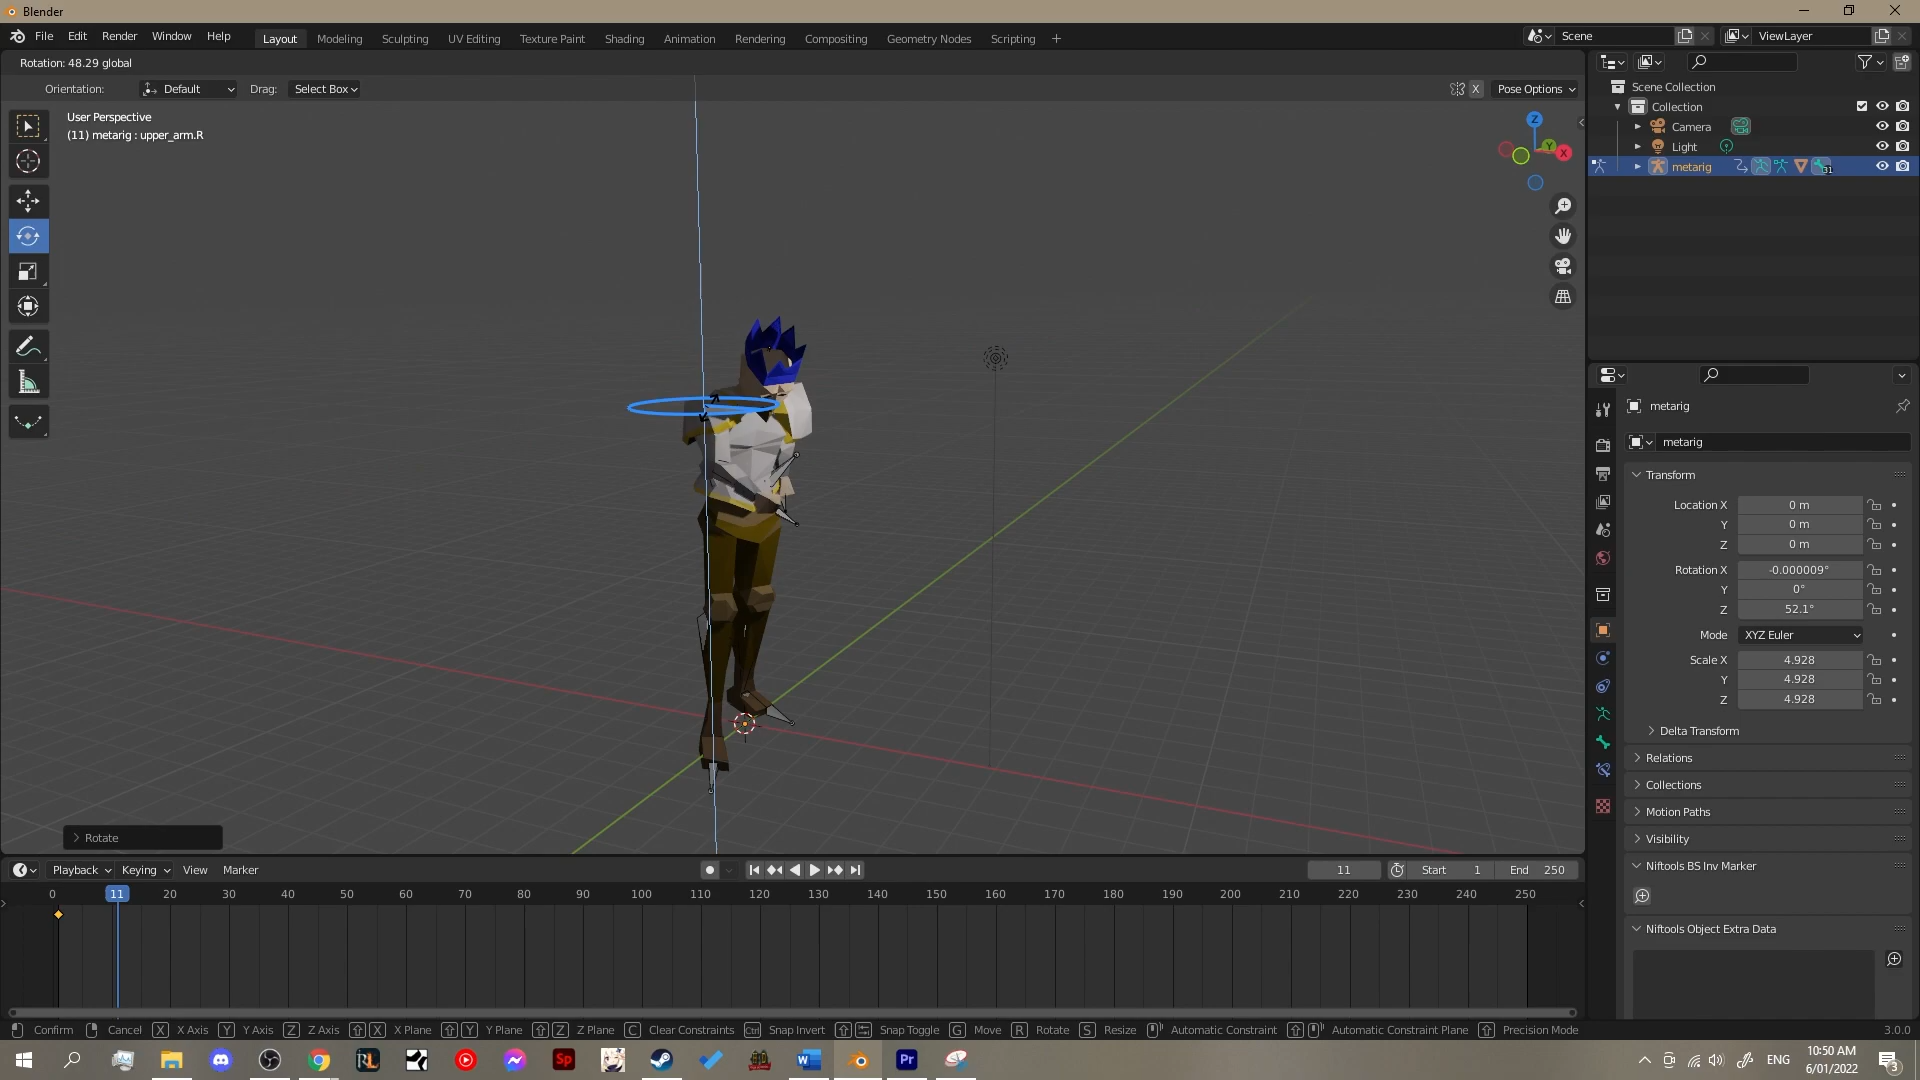 Blender
File Edit Render Window Help
Layout Modeling Sculpting UV Editing Texture Paint Shading Animation Rendering Compositing Geometry Nodes Scripting +
Scene ViewLayer
Rotation: 48.29 global
Orientation: Default Drag: Select Box
X Pose Options
User Perspective
(11) metarig : upper_arm.R
Z
Y
X
Scene Collection
Collection
Camera
Light
metarig 31
metarig
metarig
Transform
Location X 0 m
Y 0 m
Z 0 m
Rotation X -0.000009°
Y 0°
Z 52.1°
Mode XYZ Euler
Scale X 4.928
Y 4.928
Z 4.928
Delta Transform
Relations
Collections
Motion Paths
Visibility
Niftools BS Inv Marker
Niftools Object Extra Data
Rotate
Playback Keying View Marker
11 Start 1 End 250
0 11 20 30 40 50 60 70 80 90 100 110 120 130 140 150 160 170 180 190 200 210 220 230 240 250
Confirm Cancel X X Axis Y Y Axis Z Z Axis X X Plane Y Y Plane Z Z Plane C Clear Constraints Ctrl Snap Invert Snap Toggle G Move R Rotate S Resize Automatic Constraint Automatic Constraint Plane Precision Mode 3.0.0
RL Sp W Pr ENG 10:50 AM
6/01/2022 3